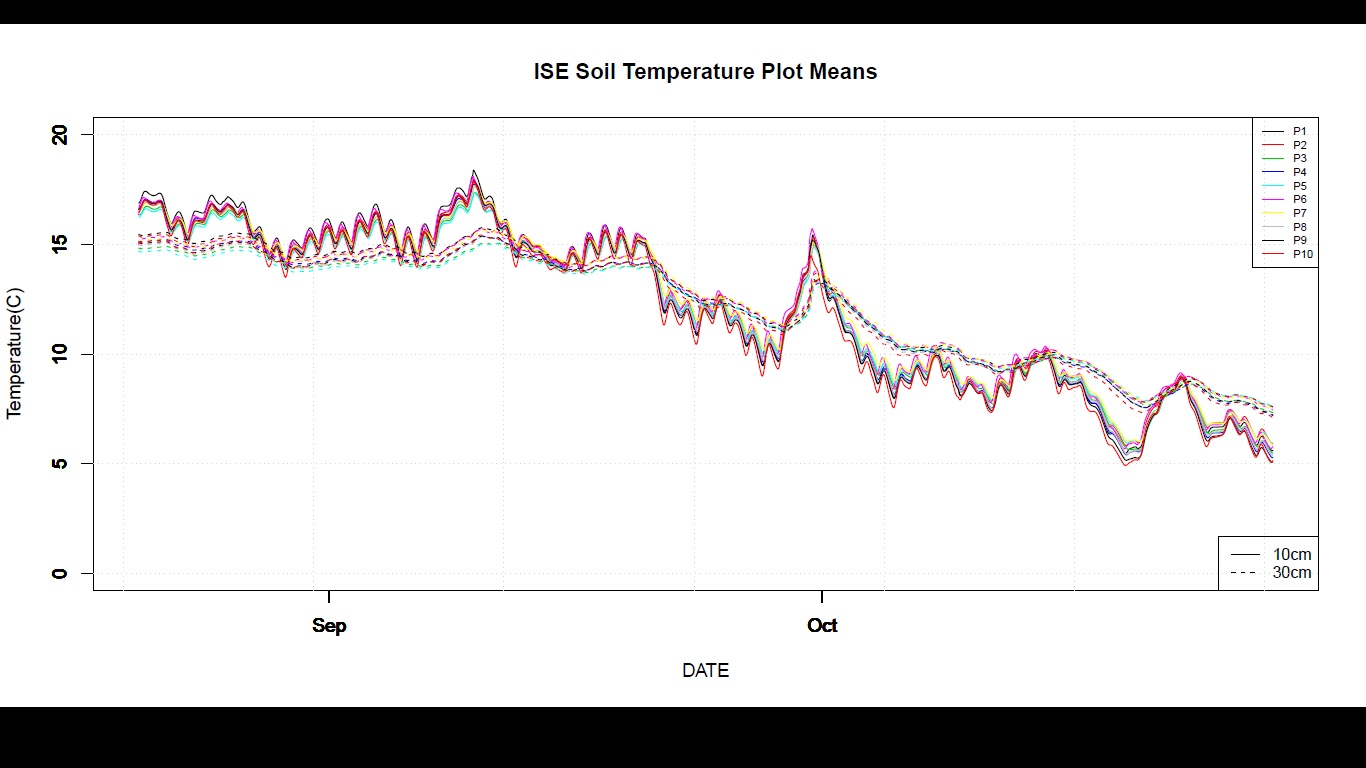 ISE Soil Temperature Plot Means
Temperature(C)
20
15
10
5
0
P1
P2
P3
P4
P5
P6
P7
P8
P9
P10
10cm
30cm
Sep
Oct
DATE